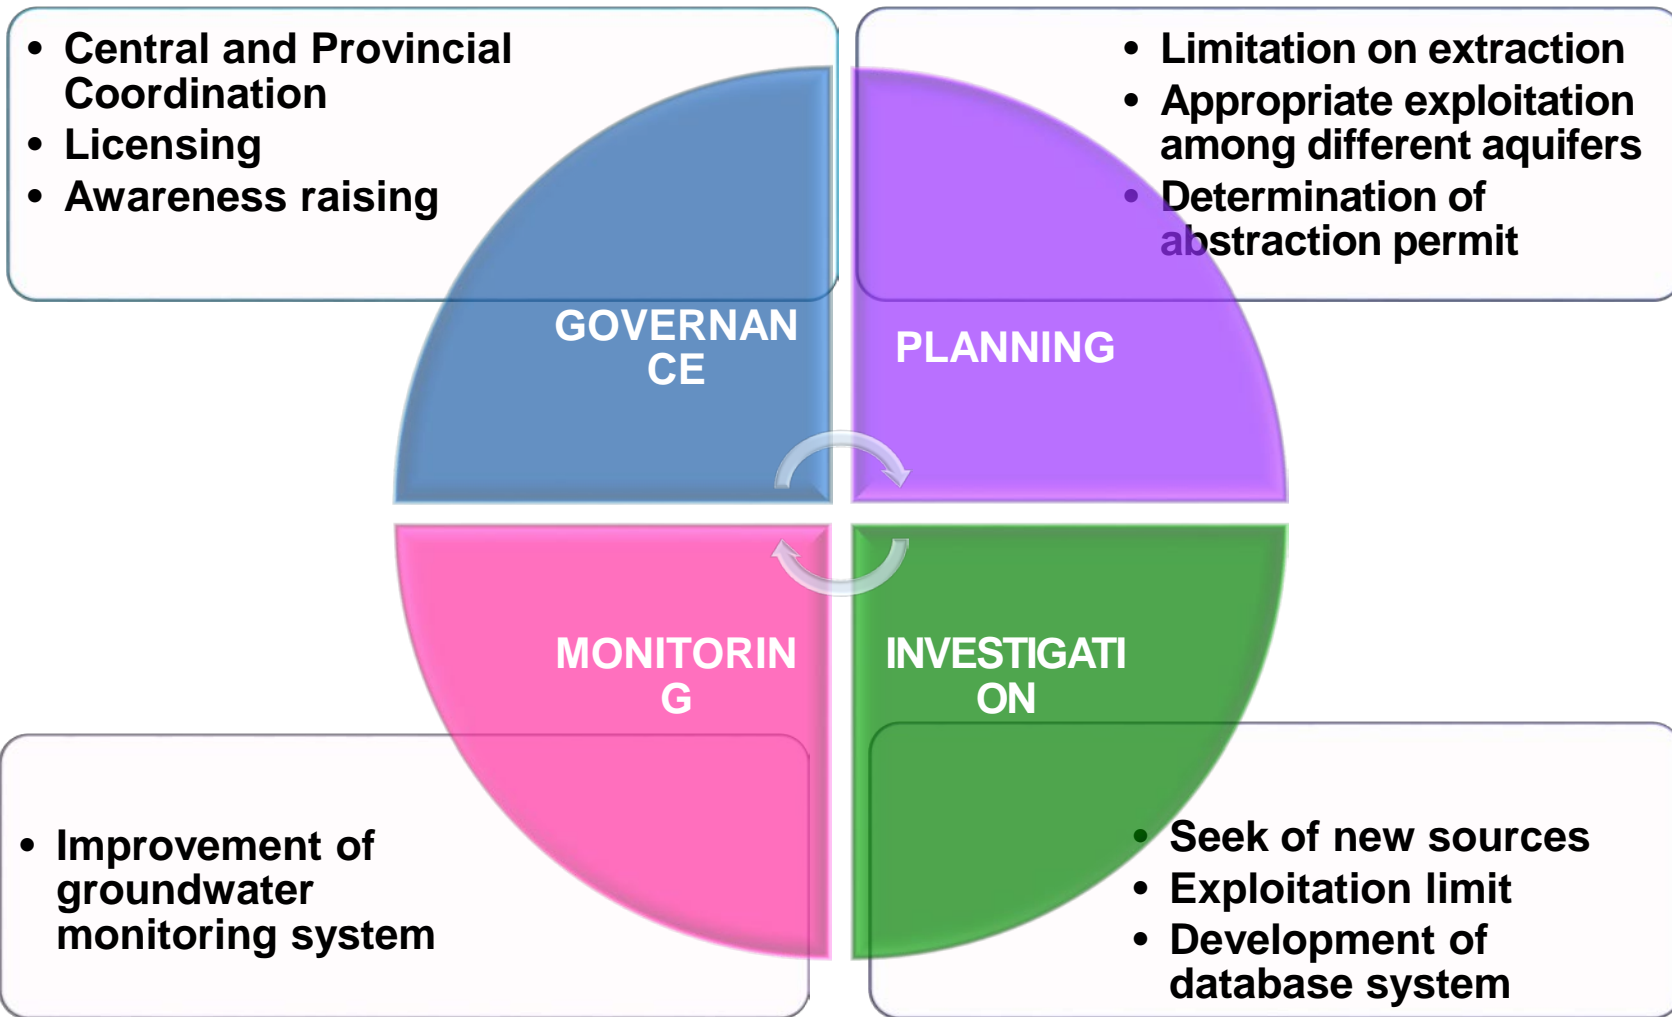 • Central and Provincial
Coordination
• Licensing
• Awareness raising
• Limitation on extraction
• Appropriate exploitation
among different aquifers
• Determination of
abstraction permit
GOVERNAN
CE
PLANNING
MONITORIN
G
INVESTIGATI
ON
• Improvement of
groundwater
monitoring system
• Seek of new sources
• Exploitation limit
• Development of
database system